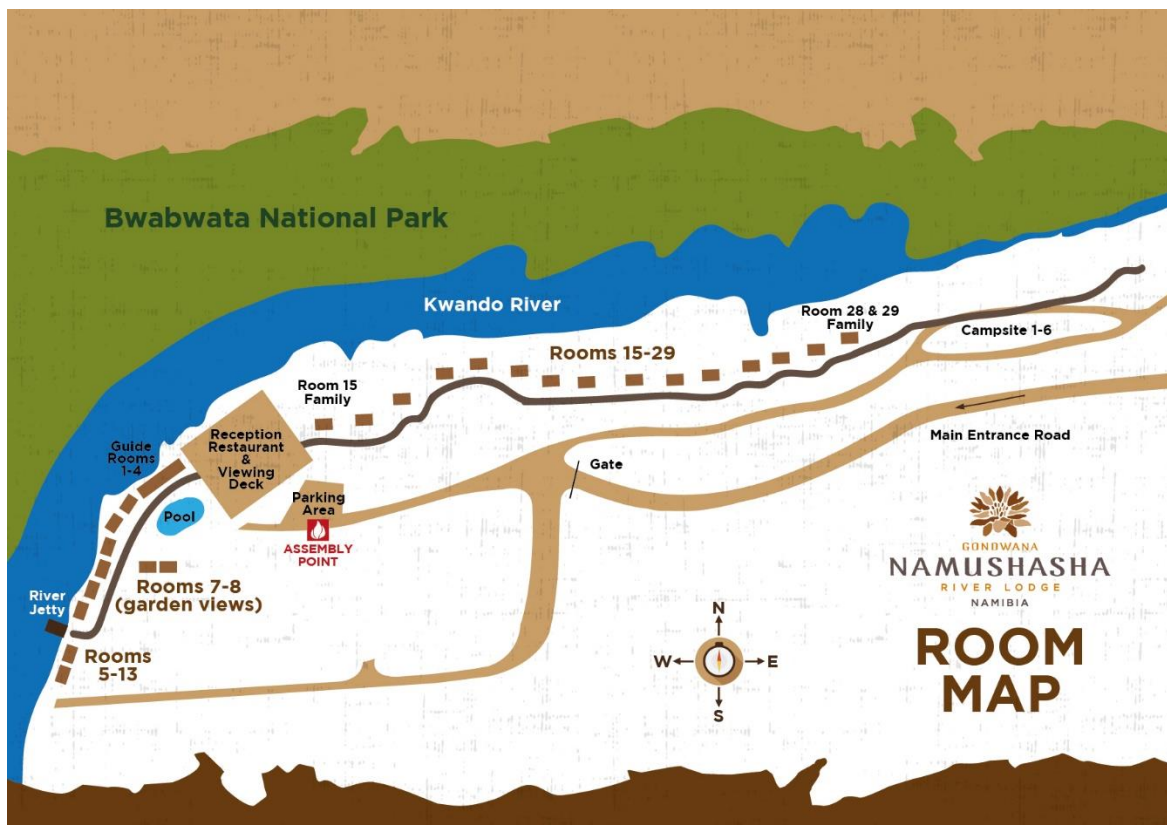 Bwabwata National Park
Kwando River
Room 28 & 29
Family
Campsite 1-6
Rooms 15-29
Room 15
Family
Main Entrance Road
Guide
Rooms
1-4
Reception
Restaurant
&
Viewing
Deck
Gate
Parking
Area
Pool
ASSEMBLY
POINT
GONDWANA
NAMUSHASHA
RIVER LODGE
NAMIBIA
River
Jetty
Rooms 7-8
(garden views)
Rooms
5-13
N
W
E
S
ROOM
MAP